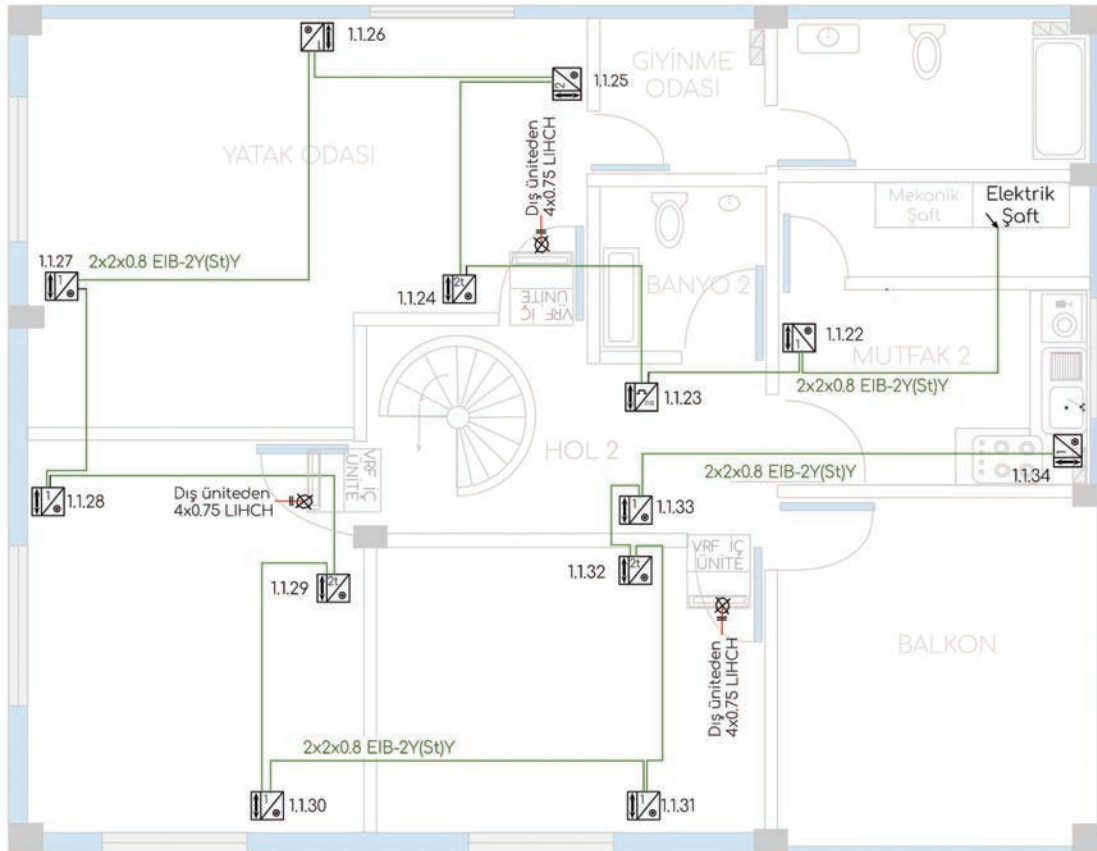 1.1.26
1.1.25
GİYİNME
ODASI
YATAK ODASI
Dış üniteden
4x0.75 LIHCH
Mekanik
Şaft
Elektrik
Şaft
1.1.27
2x2x0.8 EIB-2Y(St)Y
1.1.24
2t
VRF İÇ
ÜNİTE
BANYO 2
1.1.22
MUTFAK 2
2x2x0.8 EIB-2Y(St)Y
1.1.23
HOL 2
2x2x0.8 EIB-2Y(St)Y
1.1.34
1.1.28
Dış üniteden
4x0.75 LIHCH
VRF İÇ
ÜNİTE
1.1.33
1.1.29
2t
1.1.32
2t
VRF İÇ
ÜNİTE
Dış üniteden
4x0.75 LIHCH
BALKON
2x2x0.8 EIB-2Y(St)Y
1.1.30
1.1.31